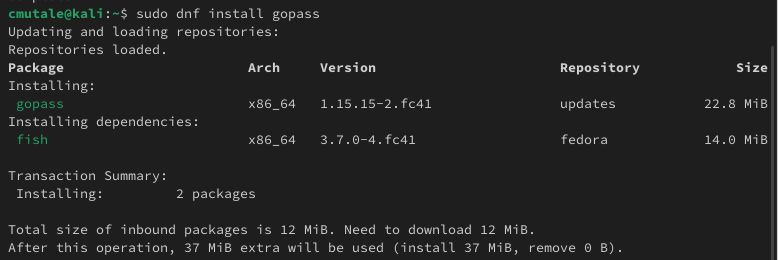 cmutale@kali:~$ sudo dnf install gopass
Updating and loading repositories:
Repositories loaded.
Package Arch Version Repository Size
Installing:
gopass x86_64 1.15.15-2.fc41 updates 22.8 MiB
Installing dependencies:
fish x86_64 3.7.0-4.fc41 fedora 14.0 MiB
Transaction Summary:
Installing: 2 packages
Total size of inbound packages is 12 MiB. Need to download 12 MiB.
After this operation, 37 MiB extra will be used (install 37 MiB, remove 0 B).